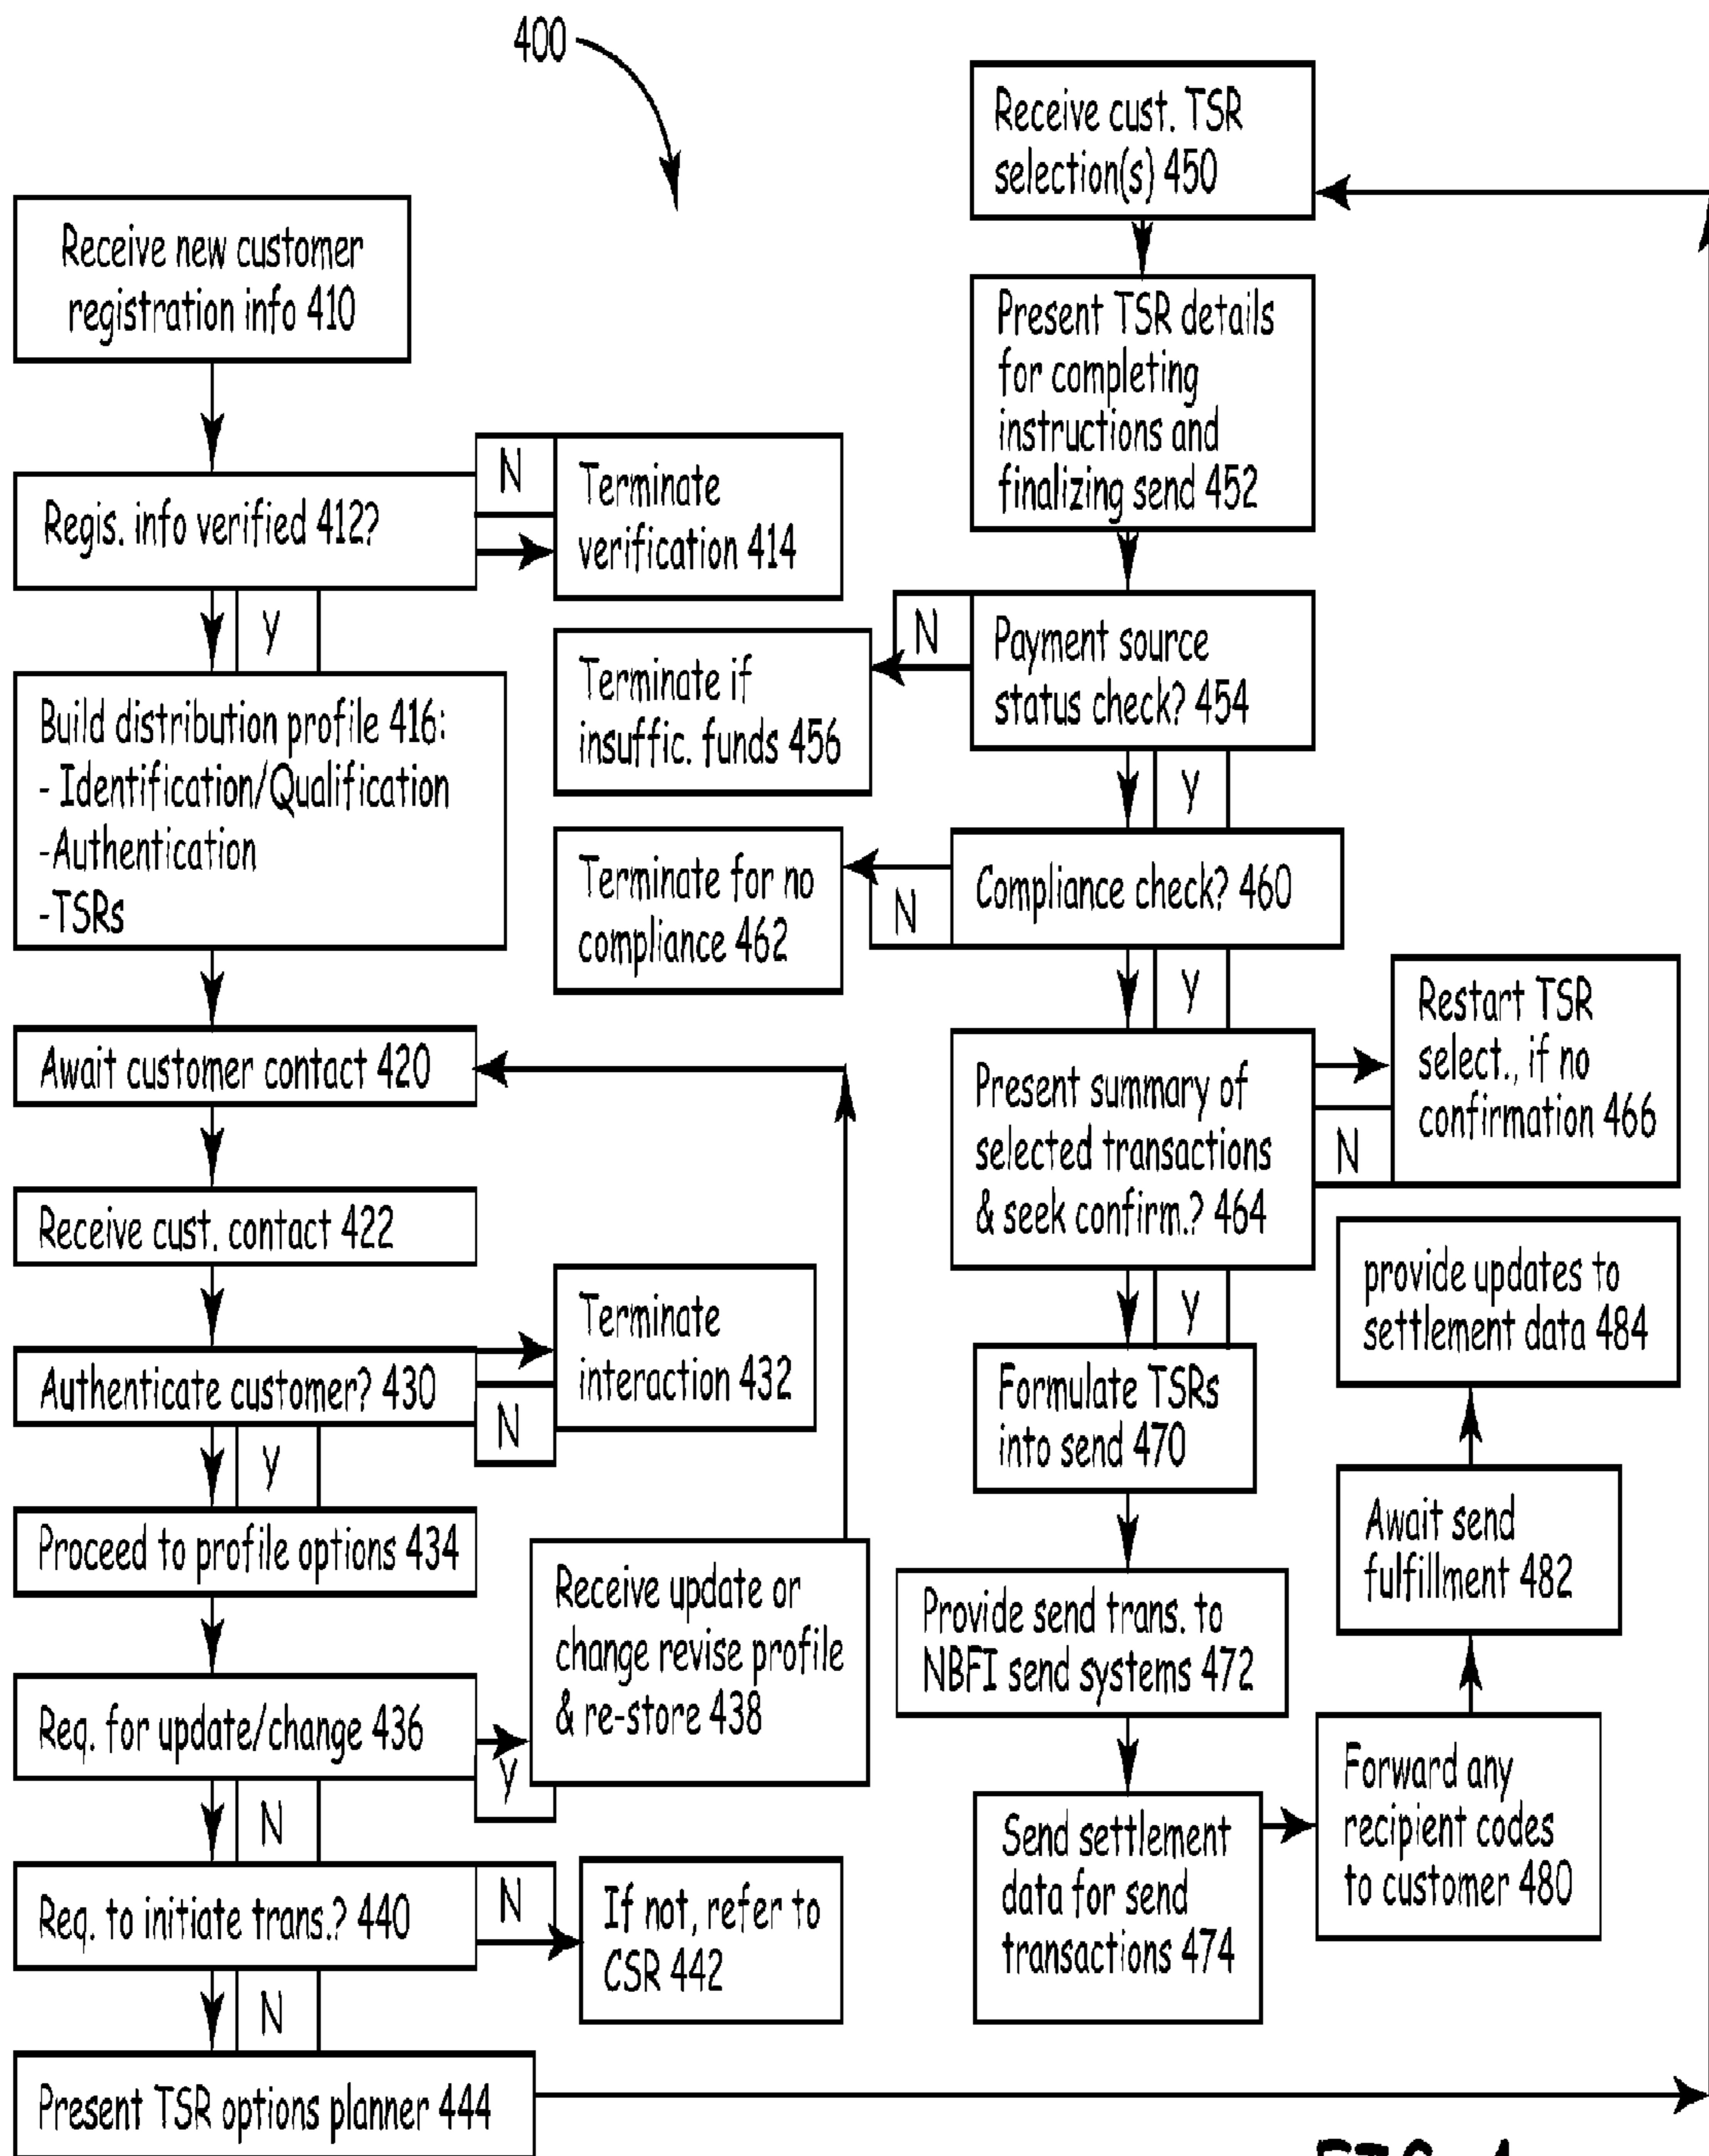 400
Receive new customer
registration info 410
Regis. info verified 412?
N
Terminate
verification 414
Y
Build distribution profile 416:
- Identification/Qualification
-Authentication
-TSRs
Await customer contact 420
Receive cust. contact 422
Authenticate customer? 430
Terminate
interaction 432
N
Y
Proceed to profile options 434
Req. for update/change 436
Y
Receive update or
change revise profile
& re-store 438
N
Req. to initiate trans.? 440
N
If not, refer to
CSR 442
N
Present TSR options planner 444
Receive cust. TSR
selection(s) 450
Present TSR details
for completing
instructions and
finalizing send 452
Payment source
status check? 454
N
Terminate if
insuffic. funds 456
Y
Compliance check? 460
N
Terminate for no
compliance 462
Y
Present summary of
selected transactions
& seek confirm.? 464
Restart TSR
select., if no
confirmation 466
N
Y
Formulate TSRs
into send 470
Provide send trans. to
NBFI send systems 472
Send settlement
data for send
transactions 474
Forward any
recipient codes
to customer 480
Await send
fulfillment 482
provide updates to
settlement data 484